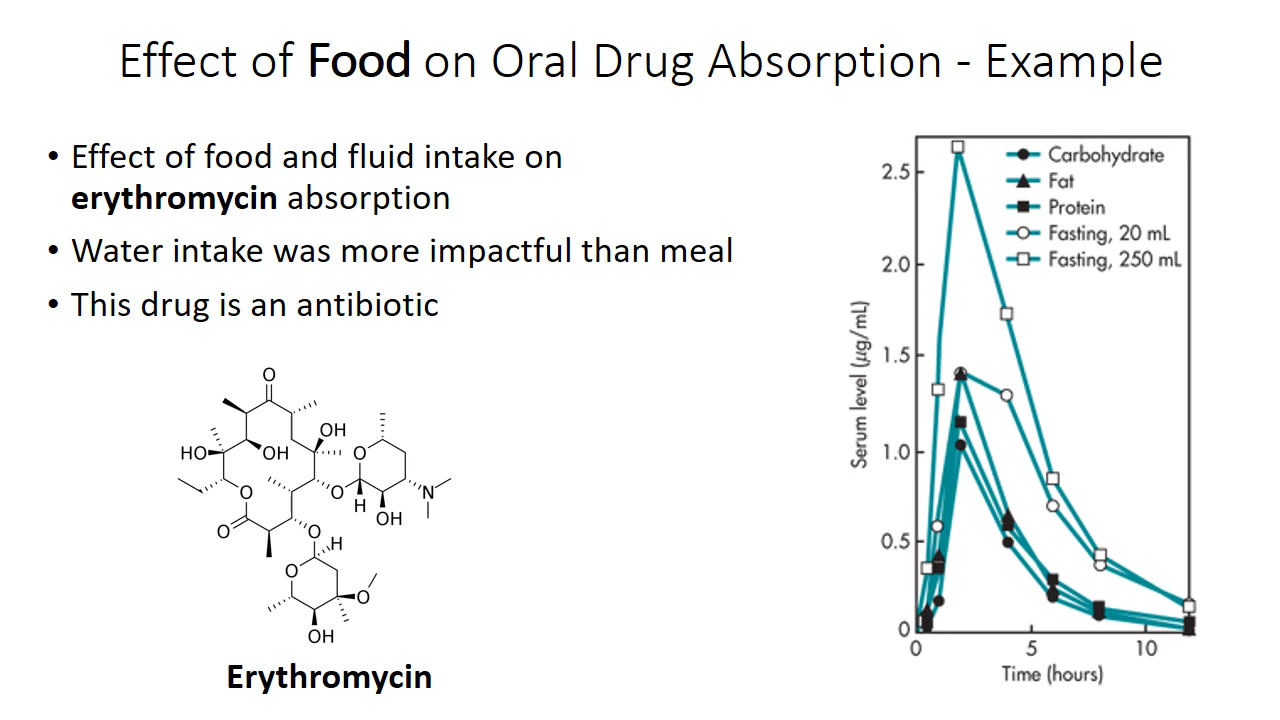 Effect of Food on Oral Drug Absorption - Example
• Effect of food and fluid intake on
erythromycin absorption
• Water intake was more impactful than meal
• This drug is an antibiotic
O
OH
HO
OH
O
O
O
H
OH
N
O
O
H
O
O
OH
Erythromycin
Carbohydrate
Fat
Protein
Fasting, 20 mL
Fasting, 250 mL
Serum level (µg/mL)
2.5
2.0
1.5
1.0
0.5
0
0
5
10
Time (hours)